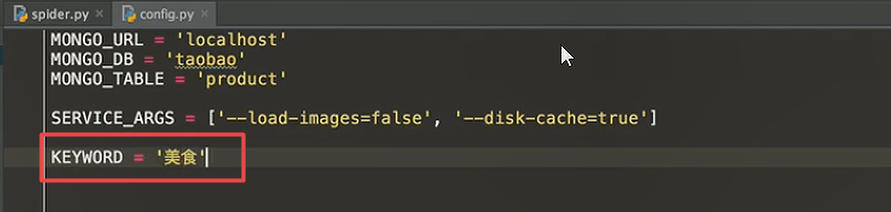 spider.py config.py
MONGO_URL = 'localhost'
MONGO_DB = 'taobao'
MONGO_TABLE = 'product'
SERVICE_ARGS = ['--load-images=false', '--disk-cache=true']
KEYWORD = '美食'